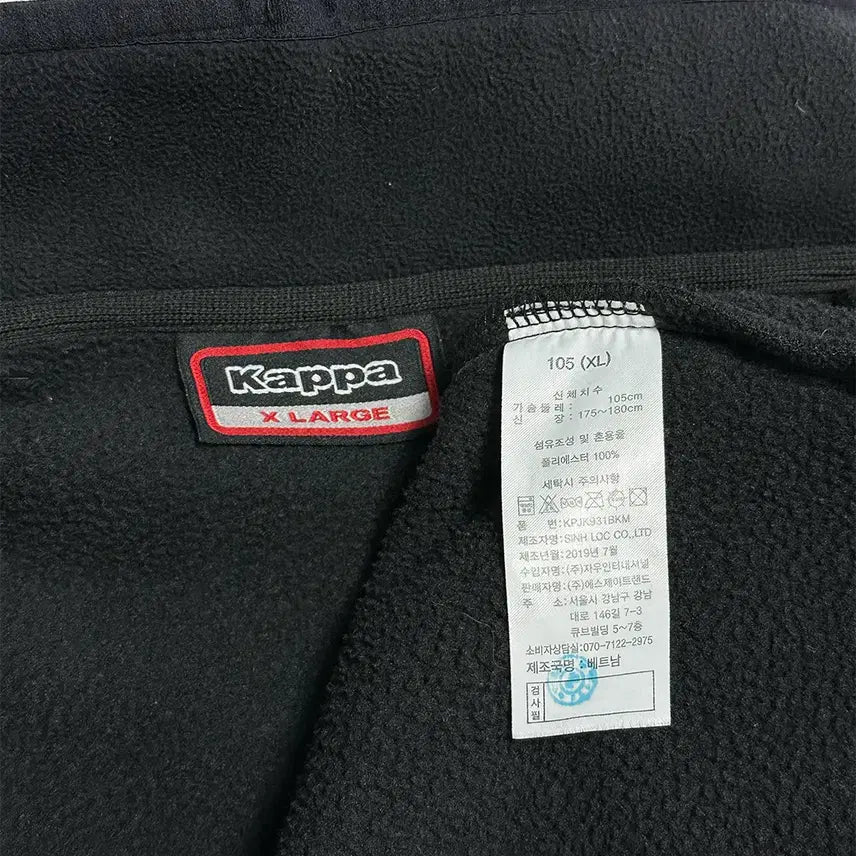 Kappa
X LARGE
105 (XL)
신체치수
가슴둘레: 105cm
신 장: 175~180cm
섬유조성 및 혼용율
폴리에스터 100%
세탁시 주의사항
품 번:KPJK931BKM
제조자명:SINH LOC CO.,LTD
제조년월:2019년 7월
수입자명:(주)자우인터내셔널
판매자명:(주)에스제이트렌드
주 소:서울시 강남구 강남
대로 146길 7-3
큐브빌딩 5~7층
소비자상담실:070-7122-2975
제조국명:베트남
검사필